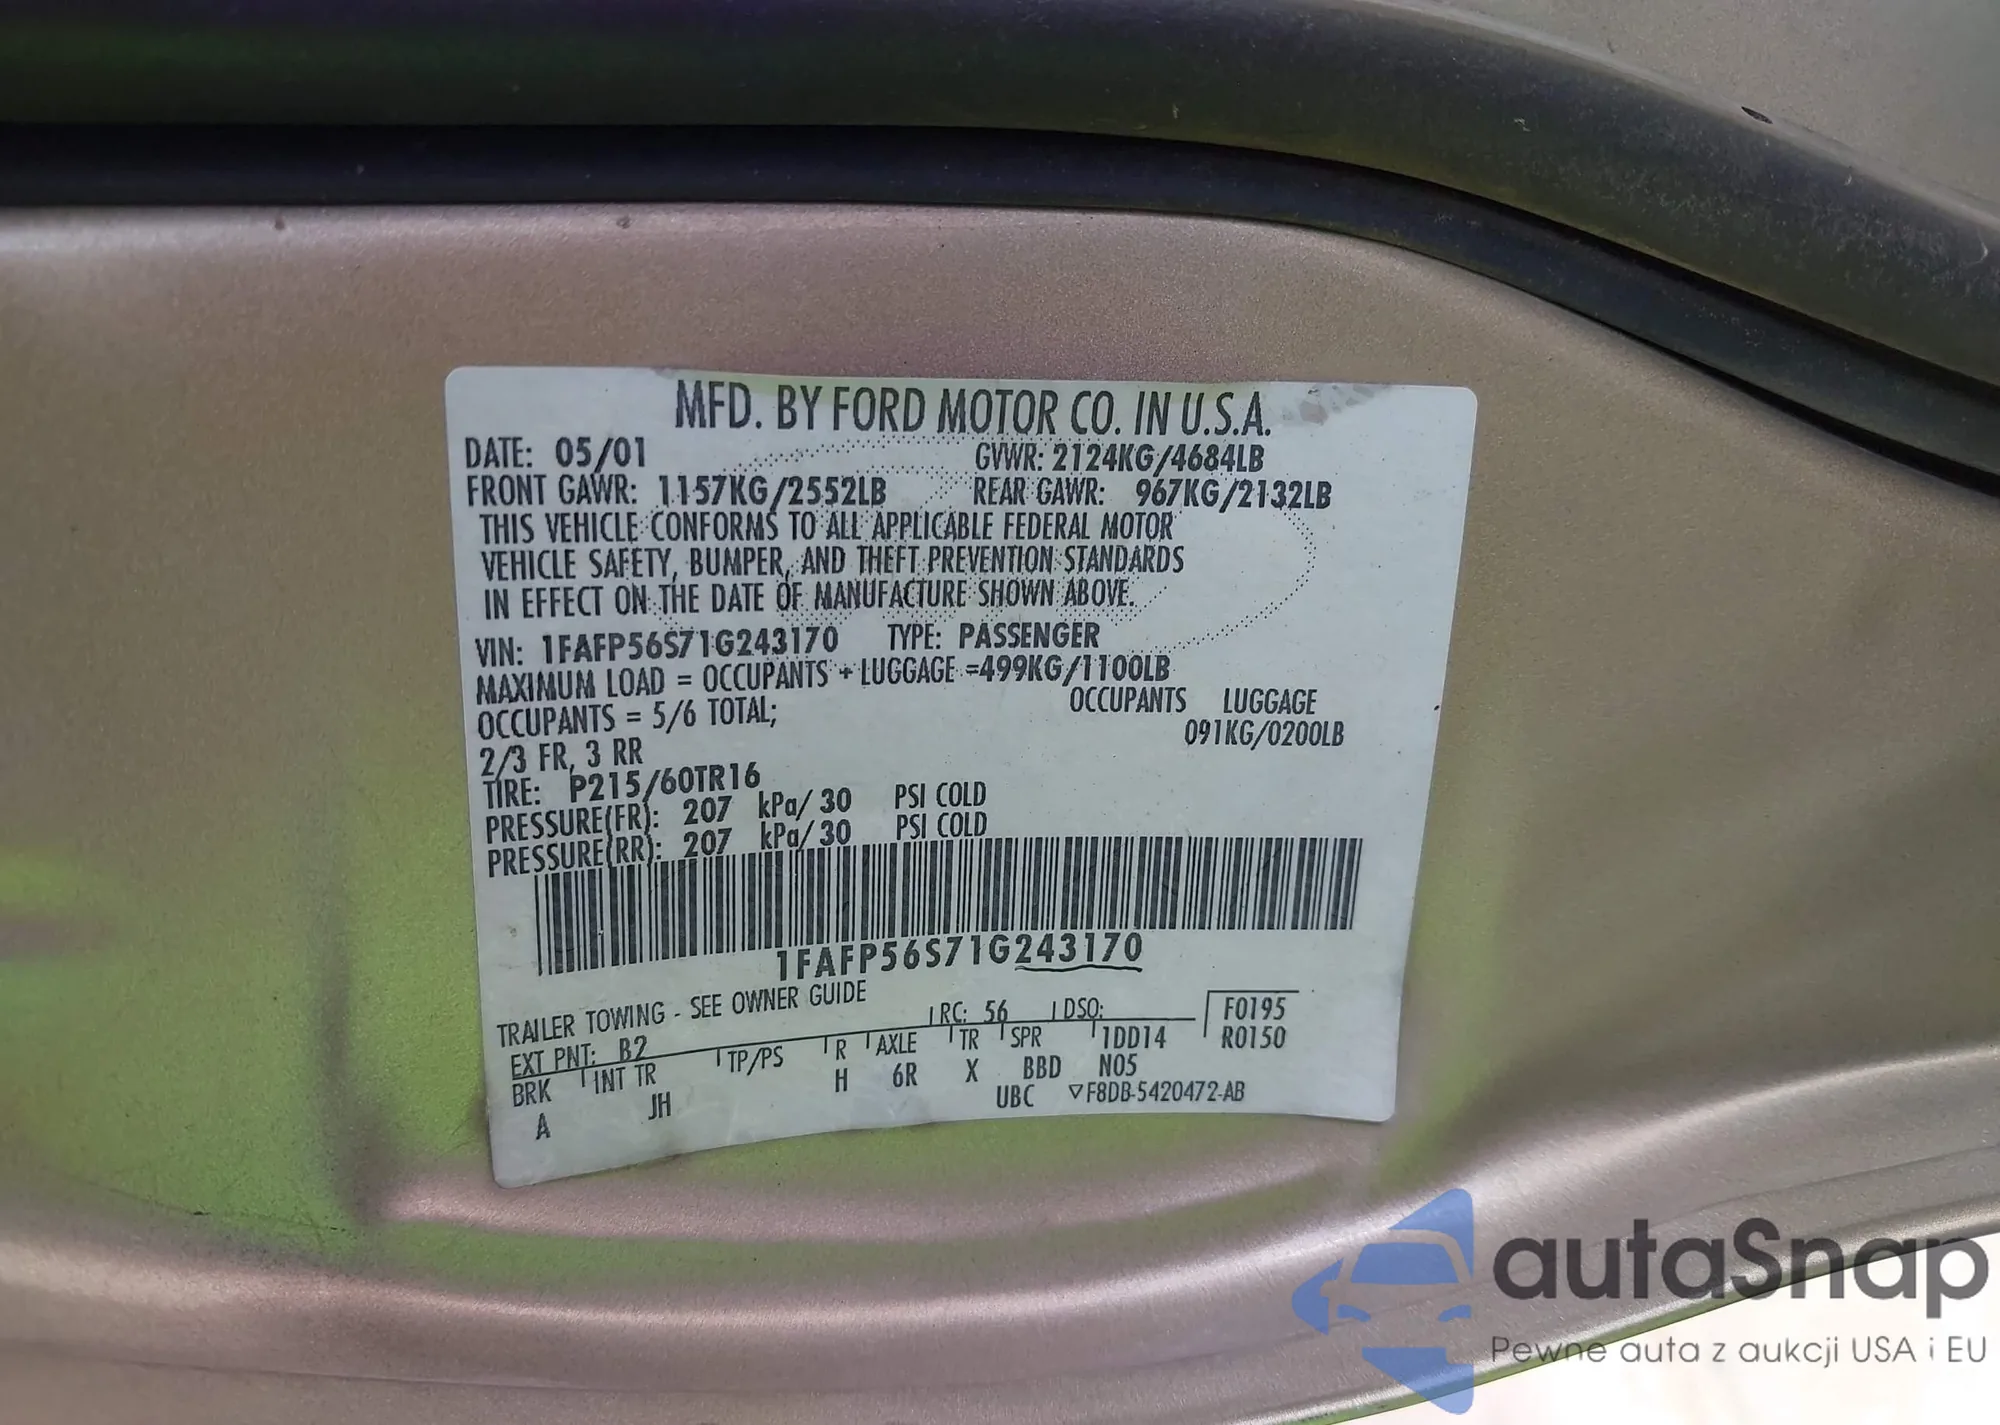 MFD. BY FORD MOTOR CO. IN U.S.A.
DATE: 05/01 GVWR: 2124KG/4684LB
FRONT GAWR: 1157KG/2552LB REAR GAWR: 967KG/2132LB
THIS VEHICLE CONFORMS TO ALL APPLICABLE FEDERAL MOTOR
VEHICLE SAFETY, BUMPER, AND THEFT PREVENTION STANDARDS
IN EFFECT ON THE DATE OF MANUFACTURE SHOWN ABOVE.
VIN: 1FAFP56S71G243170 TYPE: PASSENGER
MAXIMUM LOAD = OCCUPANTS + LUGGAGE =499KG/1100LB
OCCUPANTS = 5/6 TOTAL; OCCUPANTS LUGGAGE
2/3 FR, 3 RR 091KG/0200LB
TIRE: P215/60TR16
PRESSURE(FR): 207 kPa/ 30 PSI COLD
PRESSURE(RR): 207 kPa/ 30 PSI COLD
1FAFP56S71G243170
TRAILER TOWING - SEE OWNER GUIDE
EXT PNT: B2 RC: 56 DSO: F0195
BRK INT TR TP/PS R AXLE TR SPR 1DD14 R0150
A JH H 6R X BBD N05
UBC ▽F8DB-5420472-AB
autaSnap
Pewne auta z aukcji USA i EU